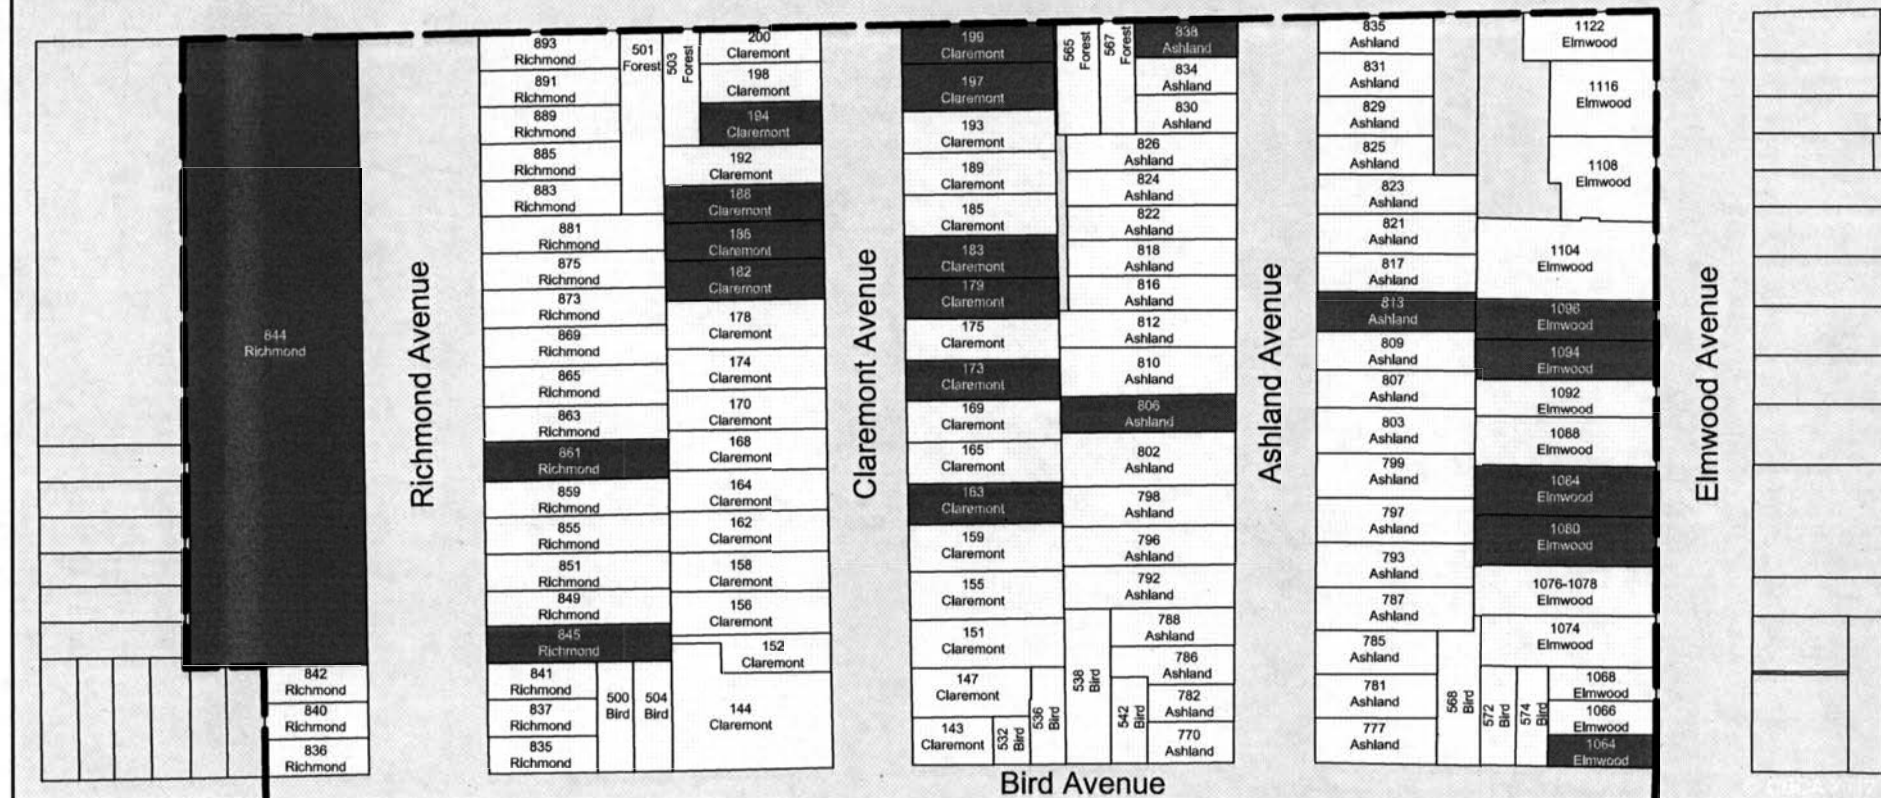 844
Richmond
842
Richmond
840
Richmond
836
Richmond
Richmond Avenue
893
Richmond
891
Richmond
889
Richmond
885
Richmond
883
Richmond
881
Richmond
875
Richmond
873
Richmond
869
Richmond
865
Richmond
863
Richmond
861
Richmond
859
Richmond
855
Richmond
851
Richmond
849
Richmond
845
Richmond
841
Richmond
837
Richmond
835
Richmond
501
Forest
503
Forest
500
Bird
504
Bird
200
Claremont
198
Claremont
194
Claremont
192
Claremont
188
Claremont
186
Claremont
182
Claremont
178
Claremont
174
Claremont
170
Claremont
168
Claremont
164
Claremont
162
Claremont
158
Claremont
156
Claremont
152
Claremont
144
Claremont
Claremont Avenue
199
Claremont
197
Claremont
193
Claremont
189
Claremont
185
Claremont
183
Claremont
179
Claremont
175
Claremont
173
Claremont
169
Claremont
165
Claremont
163
Claremont
159
Claremont
155
Claremont
151
Claremont
147
Claremont
143
Claremont
532
Bird
536
Bird
538
Bird
542
Bird
565
Forest
567
Forest
838
Ashland
834
Ashland
830
Ashland
826
Ashland
824
Ashland
822
Ashland
818
Ashland
816
Ashland
812
Ashland
810
Ashland
806
Ashland
802
Ashland
798
Ashland
796
Ashland
792
Ashland
788
Ashland
786
Ashland
782
Ashland
770
Ashland
Bird Avenue
Ashland Avenue
835
Ashland
831
Ashland
829
Ashland
825
Ashland
823
Ashland
821
Ashland
817
Ashland
813
Ashland
809
Ashland
807
Ashland
803
Ashland
799
Ashland
797
Ashland
793
Ashland
787
Ashland
785
Ashland
781
Ashland
777
Ashland
568
Bird
572
Bird
574
Bird
1122
Elmwood
1116
Elmwood
1108
Elmwood
1104
Elmwood
1096
Elmwood
1094
Elmwood
1092
Elmwood
1088
Elmwood
1064
Elmwood
1080
Elmwood
1076-1078
Elmwood
1074
Elmwood
1068
Elmwood
1066
Elmwood
1064
Elmwood
Elmwood Avenue